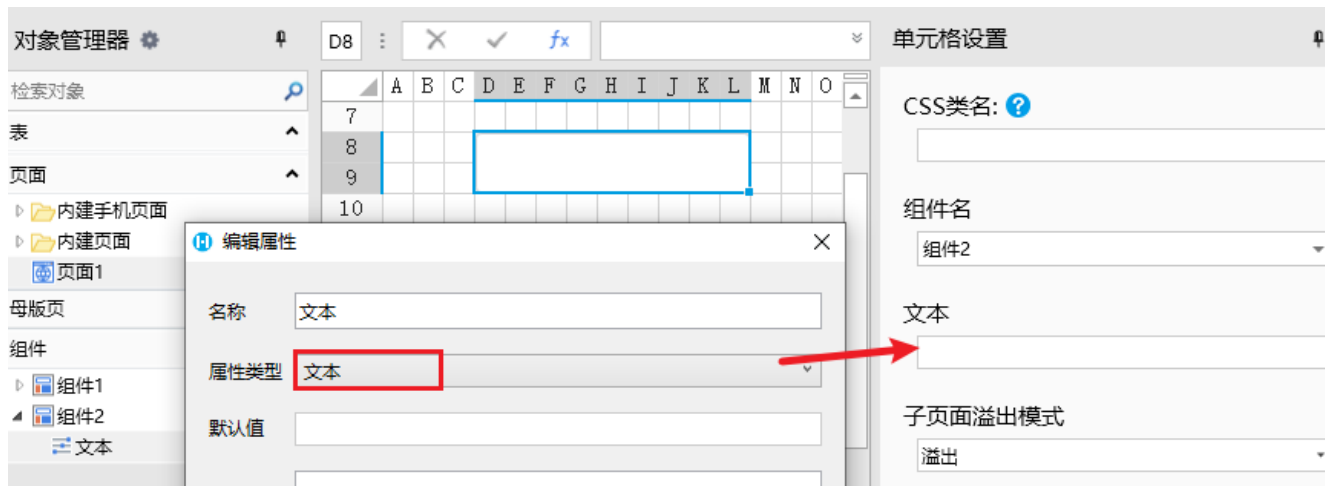 对象管理器
检索对象
表
页面
内建手机页面
内建页面
页面1
母版页
组件
组件1
组件2
文本
D8
fx
A B C D E F G H I J K L M N O
7
8
9
10
编辑属性
名称 文本
属性类型 文本
默认值
单元格设置
CSS类名: ?
组件名
组件2
文本
子页面溢出模式
溢出